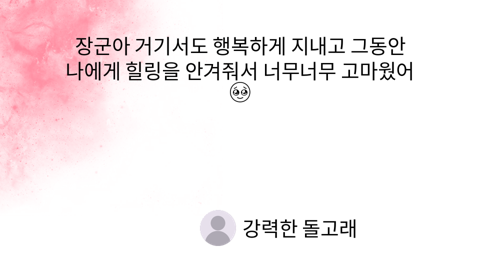 장군아 거기서도 행복하게 지내고 그동안
나에게 힐링을 안겨줘서 너무너무 고마웠어
🥹
강력한 돌고래